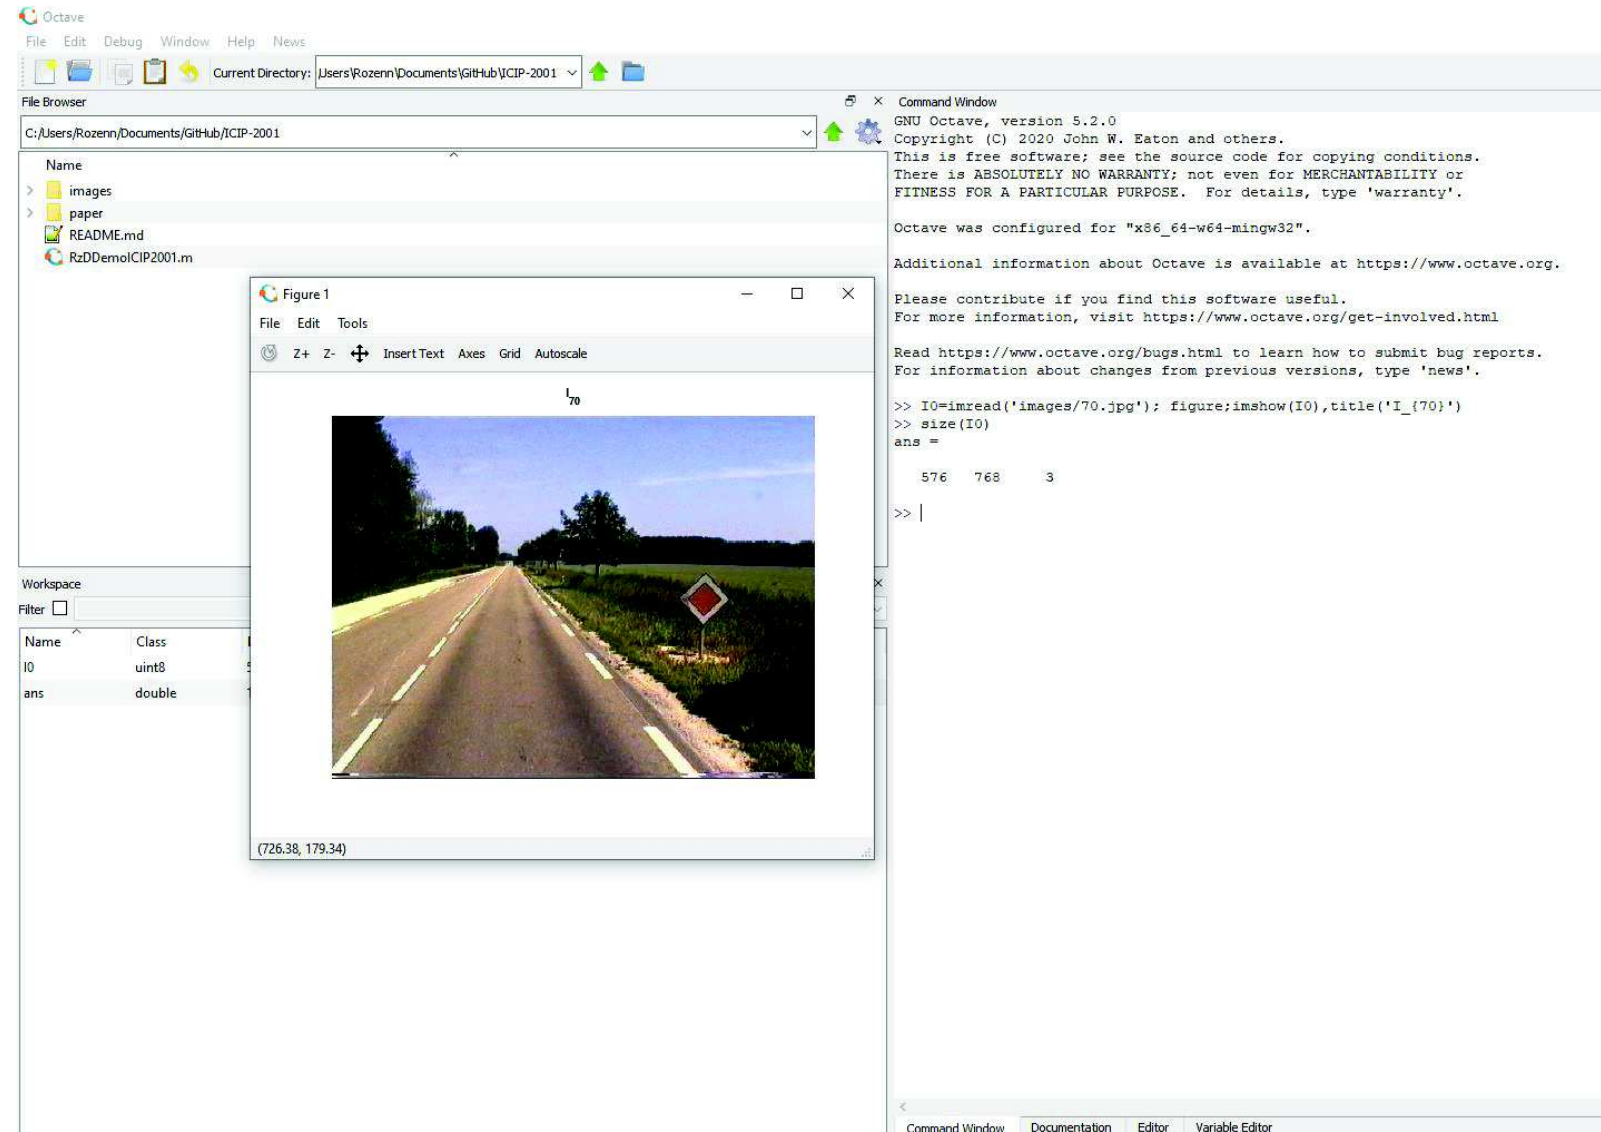 Octave
File Edit Debug Window Help News
Current Directory: /Users\Rozenn\Documents\GitHub\ICIP-2001
File Browser
C:/Users/Rozenn/Documents/GitHub/ICIP-2001
Name
images
paper
README.md
RzDDemoICIP2001.m
Figure 1
File Edit Tools
Z+ Z- Insert Text Axes Grid Autoscale
I70
(726.38, 179.34)
Workspace
Filter
Name Class
I0 uint8
ans double
Command Window
GNU Octave, version 5.2.0
Copyright (C) 2020 John W. Eaton and others.
This is free software; see the source code for copying conditions.
There is ABSOLUTELY NO WARRANTY; not even for MERCHANTABILITY or
FITNESS FOR A PARTICULAR PURPOSE.  For details, type 'warranty'.
Octave was configured for "x86_64-w64-mingw32".
Additional information about Octave is available at https://www.octave.org.
Please contribute if you find this software useful.
For more information, visit https://www.octave.org/get-involved.html
Read https://www.octave.org/bugs.html to learn how to submit bug reports.
For information about changes from previous versions, type 'news'.
>> I0=imread('images/70.jpg'); figure;imshow(I0),title('I_{70}')
>> size(I0)
ans =
576 768 3
>>
Command Window Documentation Editor Variable Editor